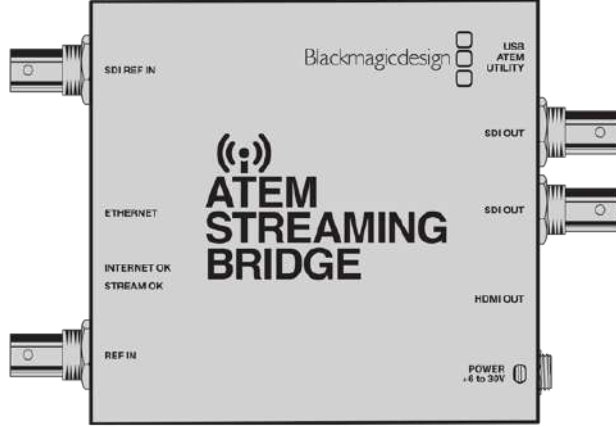 SDI REF IN
Blackmagicdesign
USB
ATEM
UTILITY
SDI OUT
ATEM
STREAMING
BRIDGE
ETHERNET
SDI OUT
INTERNET OK
STREAM OK
HDMI OUT
REF IN
POWER
+6 to 30V